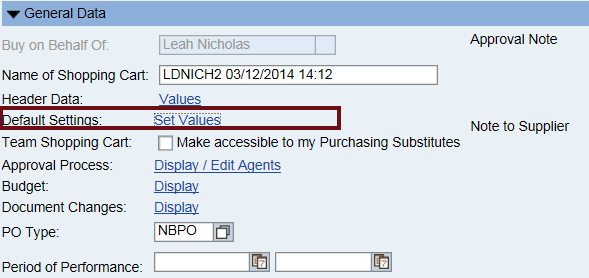 General Data
Buy on Behalf Of: Leah Nicholas Approval Note
Name of Shopping Cart: LDNICH2 03/12/2014 14:12
Header Data: Values
Default Settings: Set Values Note to Supplier
Team Shopping Cart: Make accessible to my Purchasing Substitutes
Approval Process: Display / Edit Agents
Budget: Display
Document Changes: Display
PO Type: NBPO
Period of Performance: